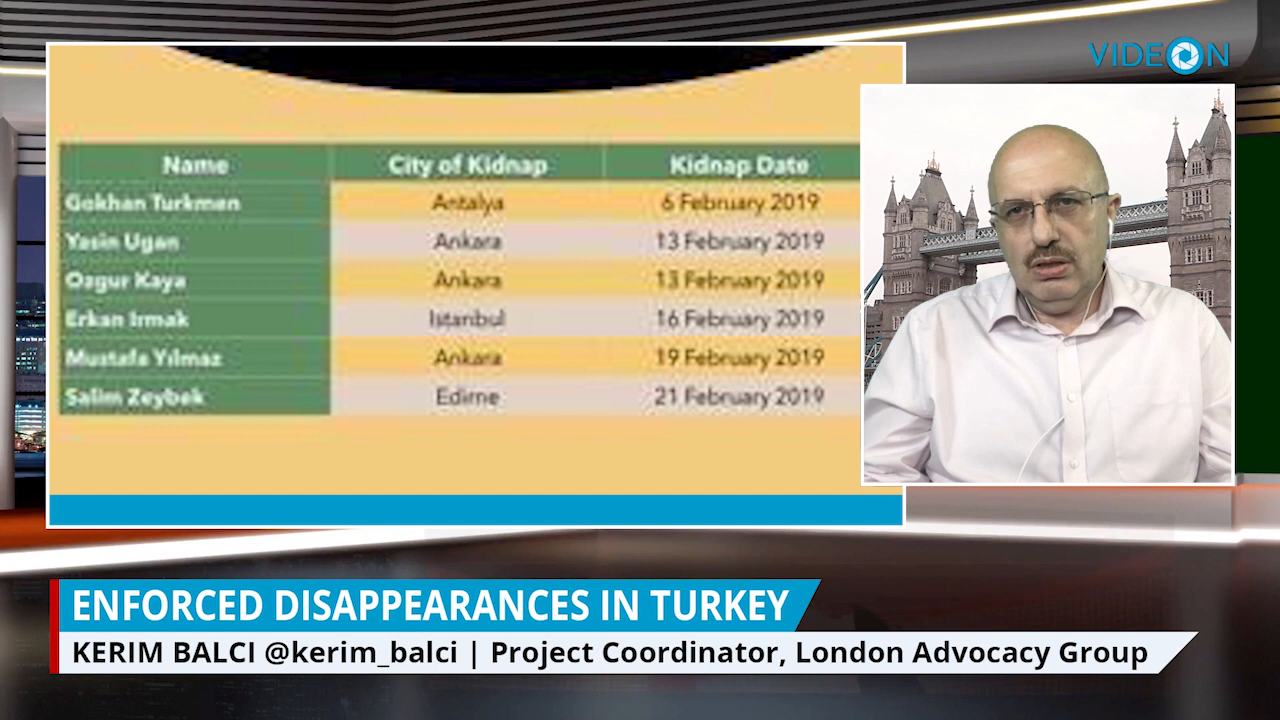 VIDEON
Name City of Kidnap Kidnap Date
Gokhan Turkmen Antalya 6 February 2019
Yasin Ugan Ankara 13 February 2019
Ozgur Kaya Ankara 13 February 2019
Erkan Irmak Istanbul 16 February 2019
Mustafa Yılmaz Ankara 19 February 2019
Salim Zeybek Edirne 21 February 2019
ENFORCED DISAPPEARANCES IN TURKEY
KERIM BALCI @kerim_balci | Project Coordinator, London Advocacy Group